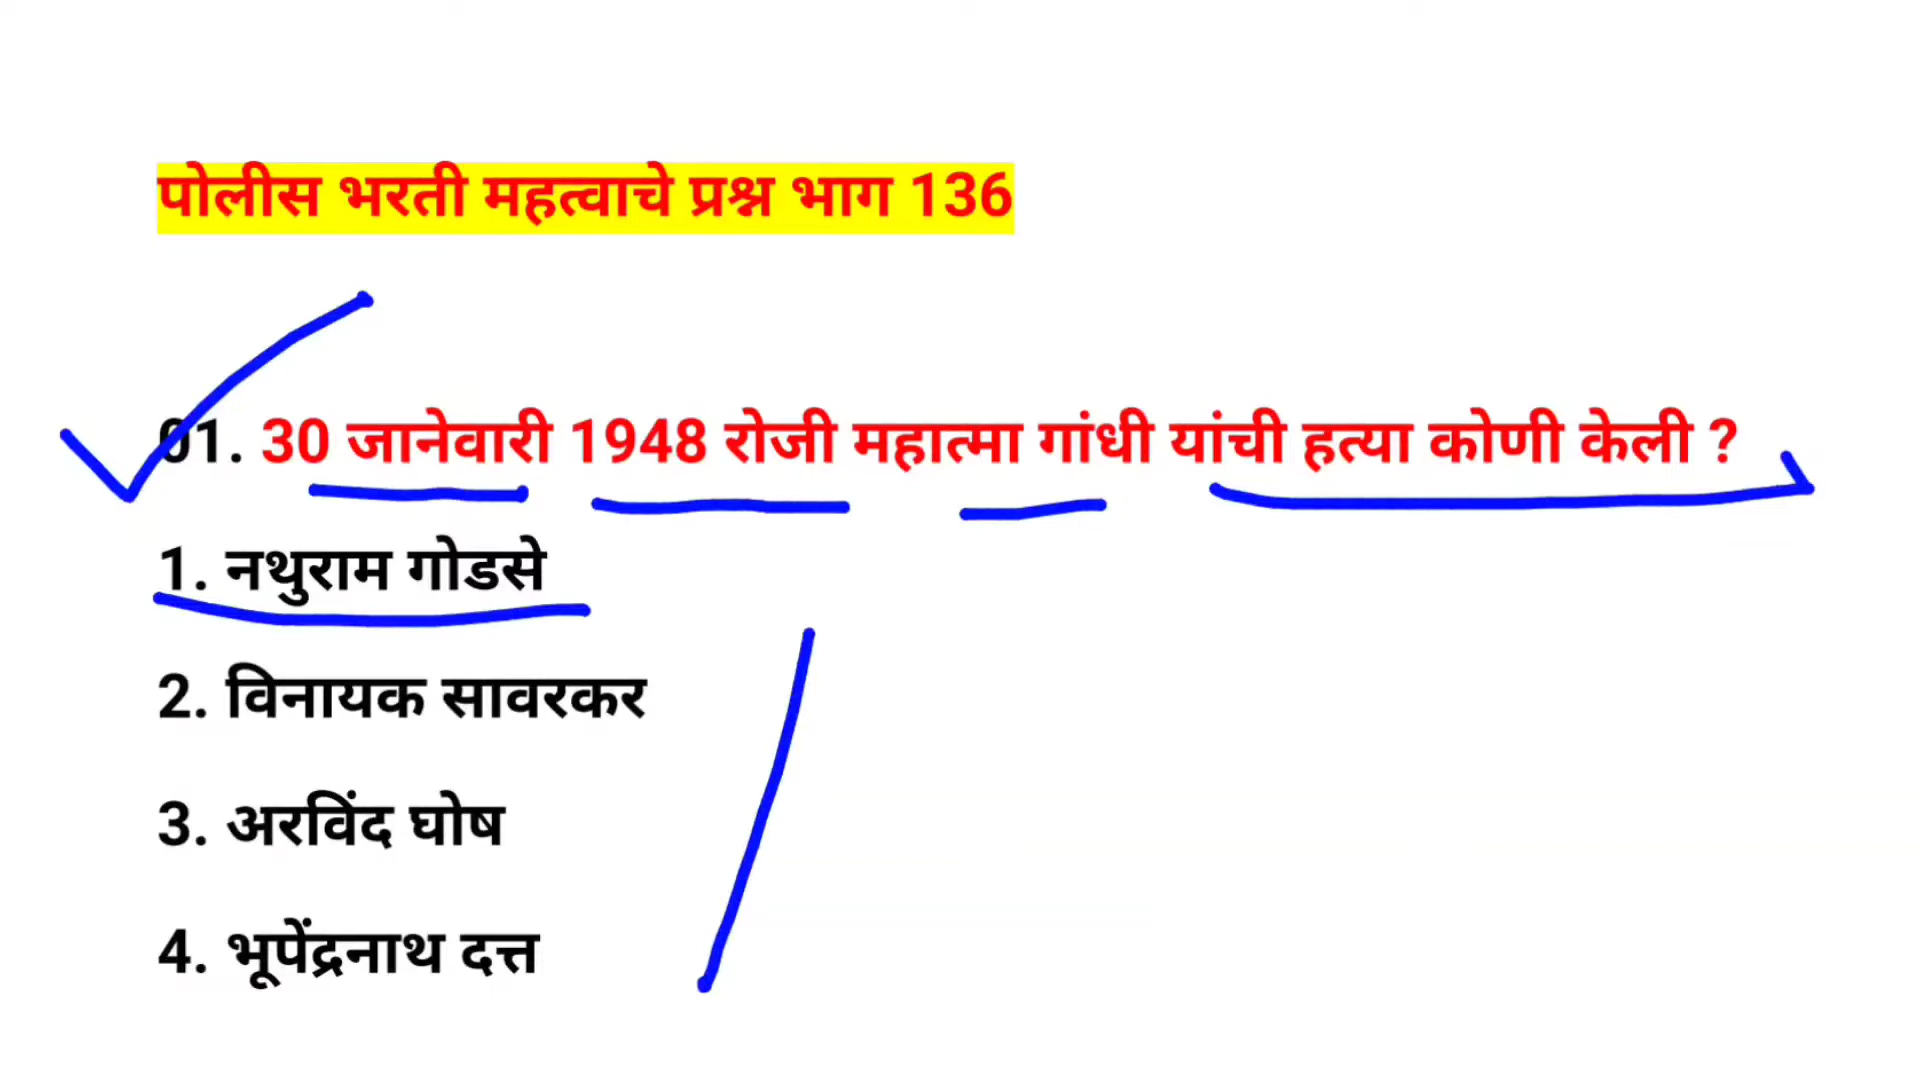 पोलीस भरती महत्वाचे प्रश्न भाग 136
01. 30 जानेवारी 1948 रोजी महात्मा गांधी यांची हत्या कोणी केली ?
1. नथुराम गोडसे
2. विनायक सावरकर
3. अरविंद घोष
4. भूपेंद्रनाथ दत्त